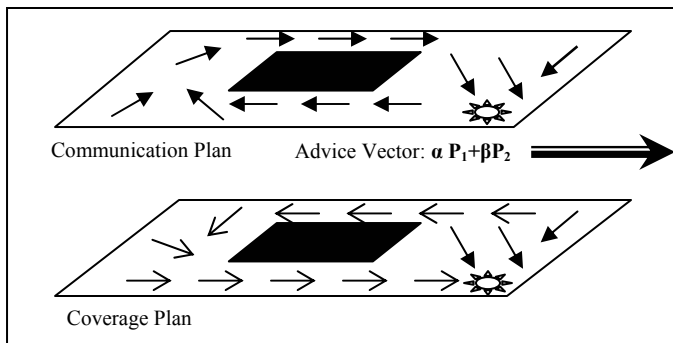 Communication Plan Advice Vector: α P₁+βP₂
Coverage Plan